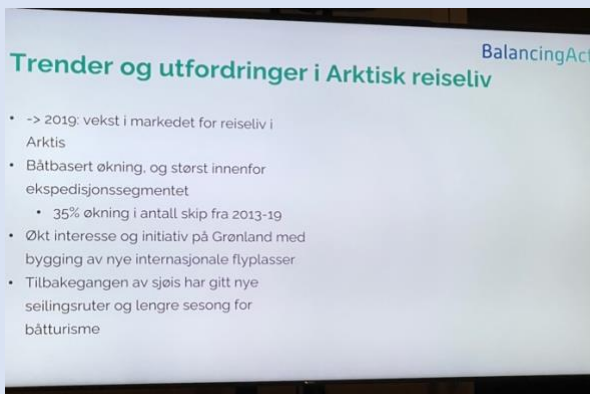 BalancingAct
Trender og utfordringer i Arktisk reiseliv
• -> 2019: vekst i markedet for reiseliv i
Arktis
• Båtbasert økning, og størst innenfor
ekspedisjonssegmentet
• 35% økning i antall skip fra 2013-19
• Økt interesse og initiativ på Grønland med
bygging av nye internasjonale flyplasser
• Tilbakegangen av sjøis har gitt nye
seilingsruter og lengre sesong for
båtturisme